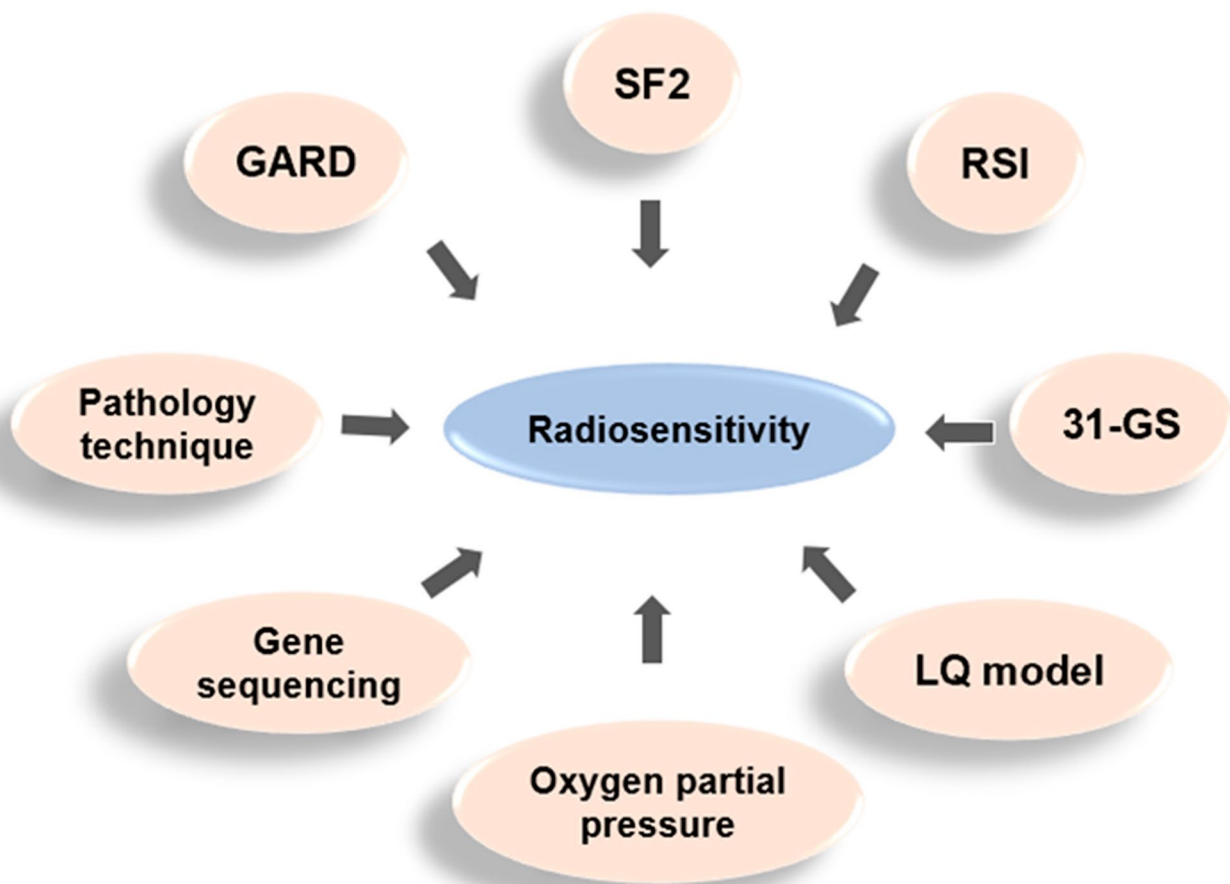 SF2
GARD
RSI
Pathology
technique
Radiosensitivity
31-GS
Gene
sequencing
LQ model
Oxygen partial
pressure